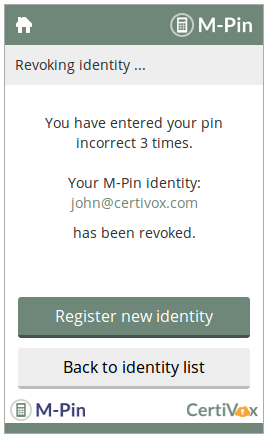 M-Pin
Revoking identity ...
You have entered your pin
incorrect 3 times.
Your M-Pin identity:
john@certivox.com
has been revoked.
Register new identity
Back to identity list
M-Pin
CertiVox